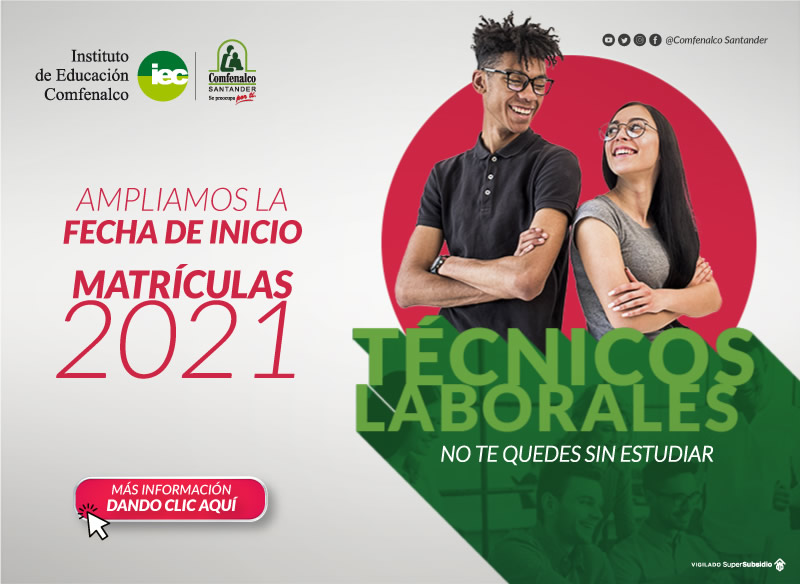 Instituto
de Educación
Comfenalco
iec
Comfenalco
SANTANDER
Se preocupa por ti.
@Comfenalco Santander
AMPLIAMOS LA
FECHA DE INICIO
MATRÍCULAS
2021
TÉCNICOS
LABORALES
NO TE QUEDES SIN ESTUDIAR
MÁS INFORMACIÓN
DANDO CLIC AQUÍ
VIGILADO SuperSubsidio